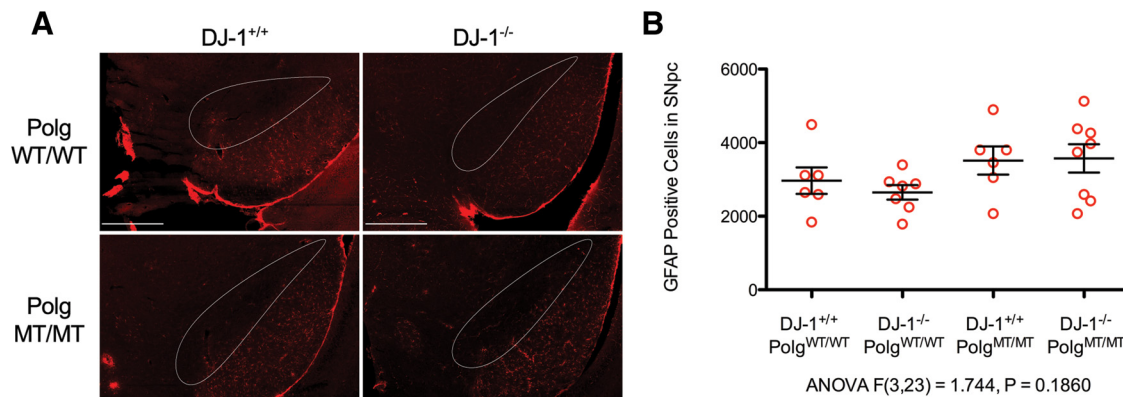 A
DJ-1+/+
DJ-1-/-
Polg
WT/WT
Polg
MT/MT
B
GFAP Positive Cells in SNpc
6000
4000
2000
0
DJ-1+/+
PolgWT/WT
DJ-1-/-
PolgWT/WT
DJ-1+/+
PolgMT/MT
DJ-1-/-
PolgMT/MT
ANOVA F(3,23) = 1.744, P = 0.1860